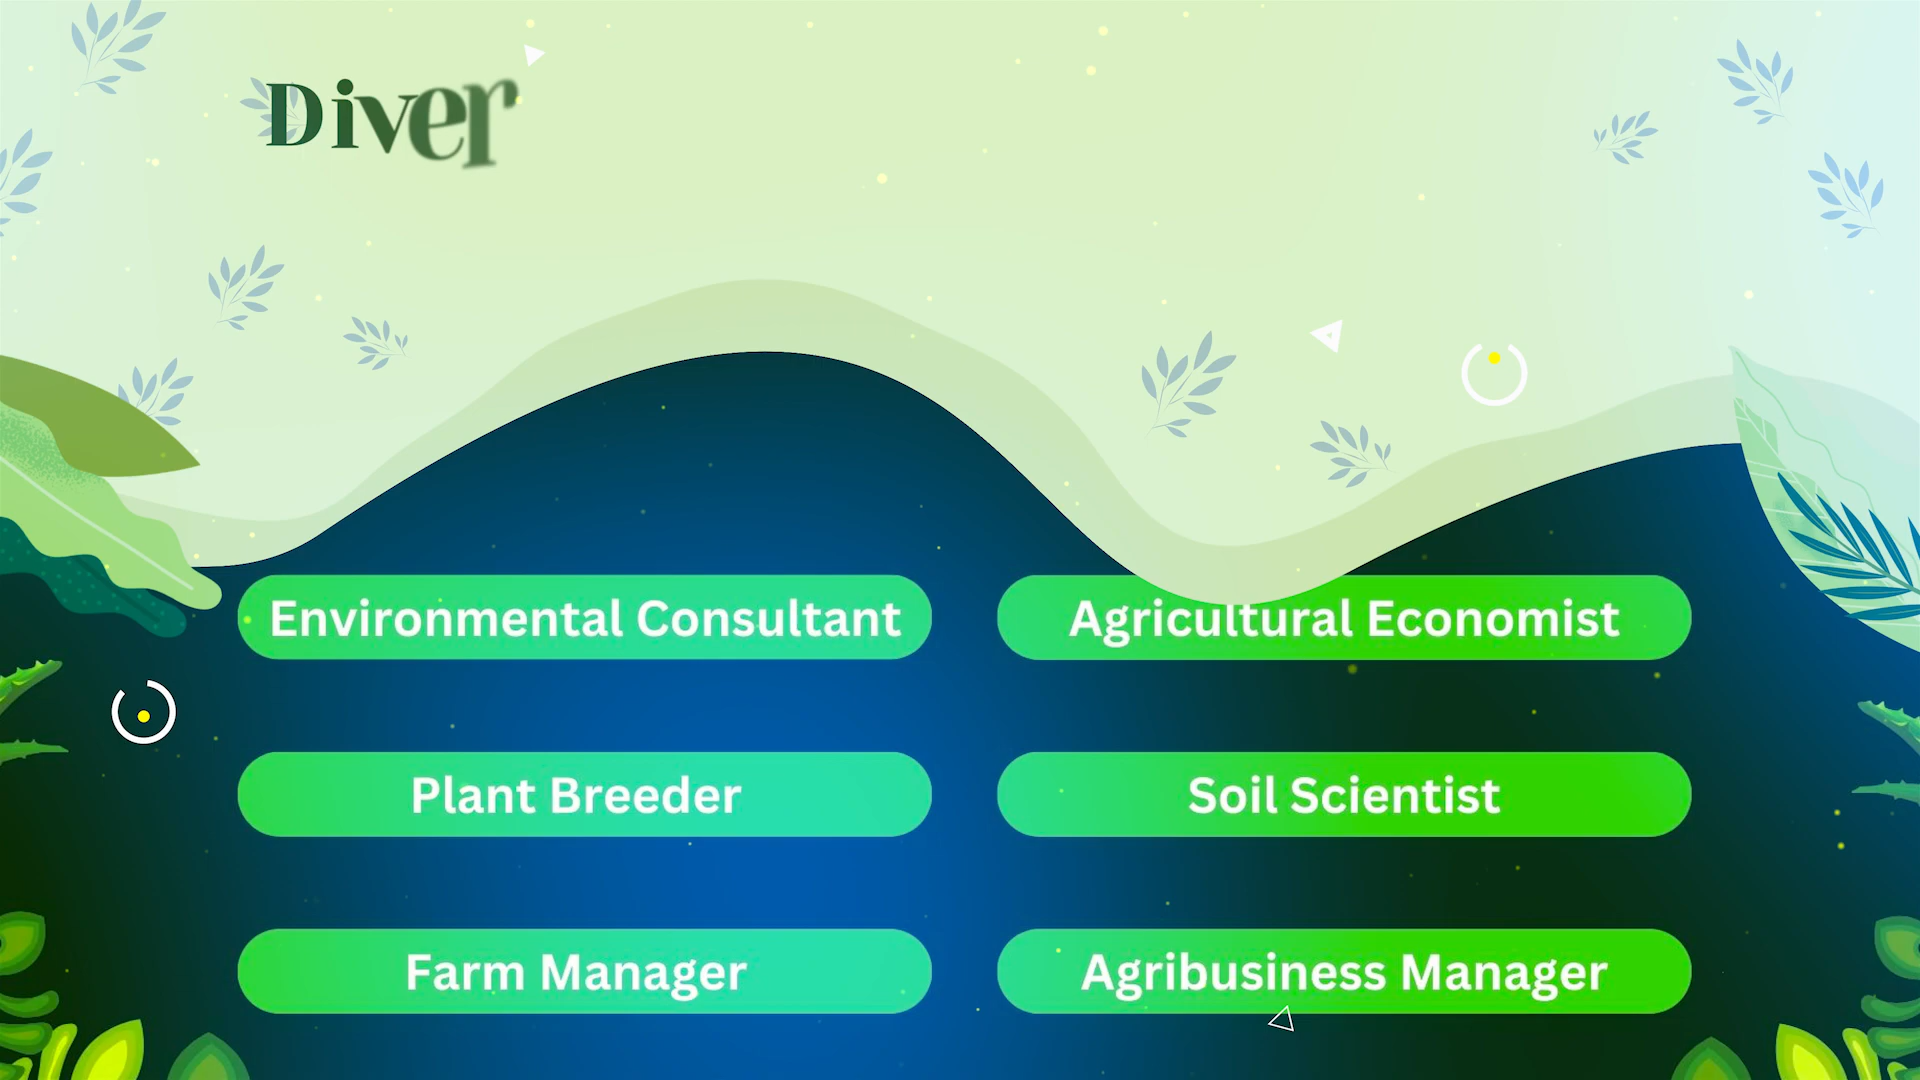 Diver
Environmental Consultant
Agricultural Economist
Plant Breeder
Soil Scientist
Farm Manager
Agribusiness Manager